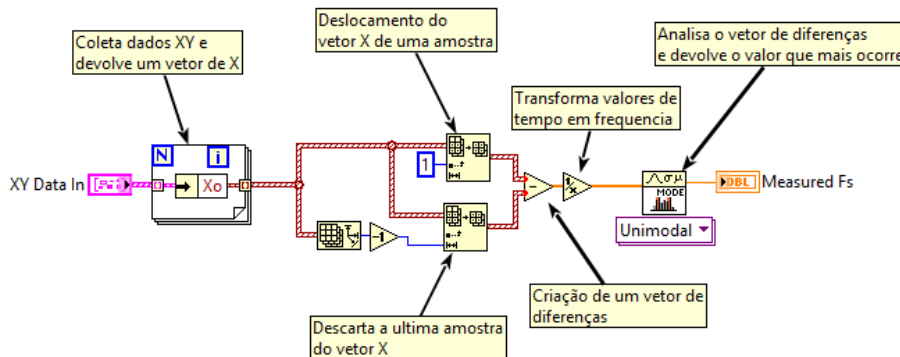 Coleta dados XY e
devolve um vetor de X
Deslocamento do
vetor X de uma amostra
Analisa o vetor de diferenças
e devolve o valor que mais ocorre
Transforma valores de
tempo em frequencia
N
i
XY Data In
Xo
1
-
1/x
σμ
MODE
DBL
Measured Fs
Unimodal
-1
Criação de um vetor de
diferenças
Descarta a ultima amostra
do vetor X